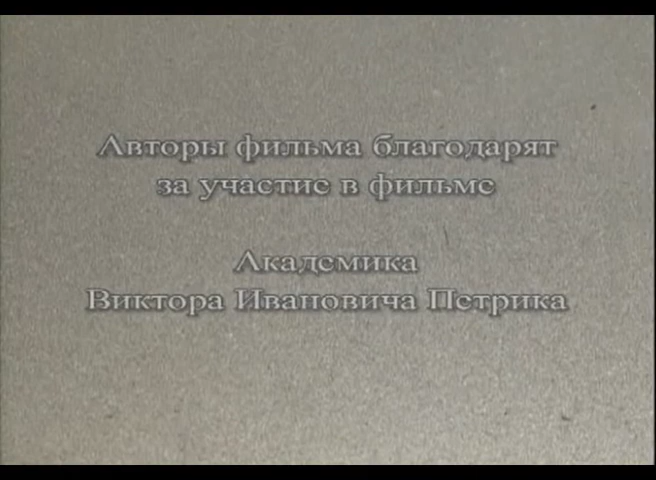 Авторы фильма благодарят
за участие в фильме
Академика
Виктора Ивановича Петрика